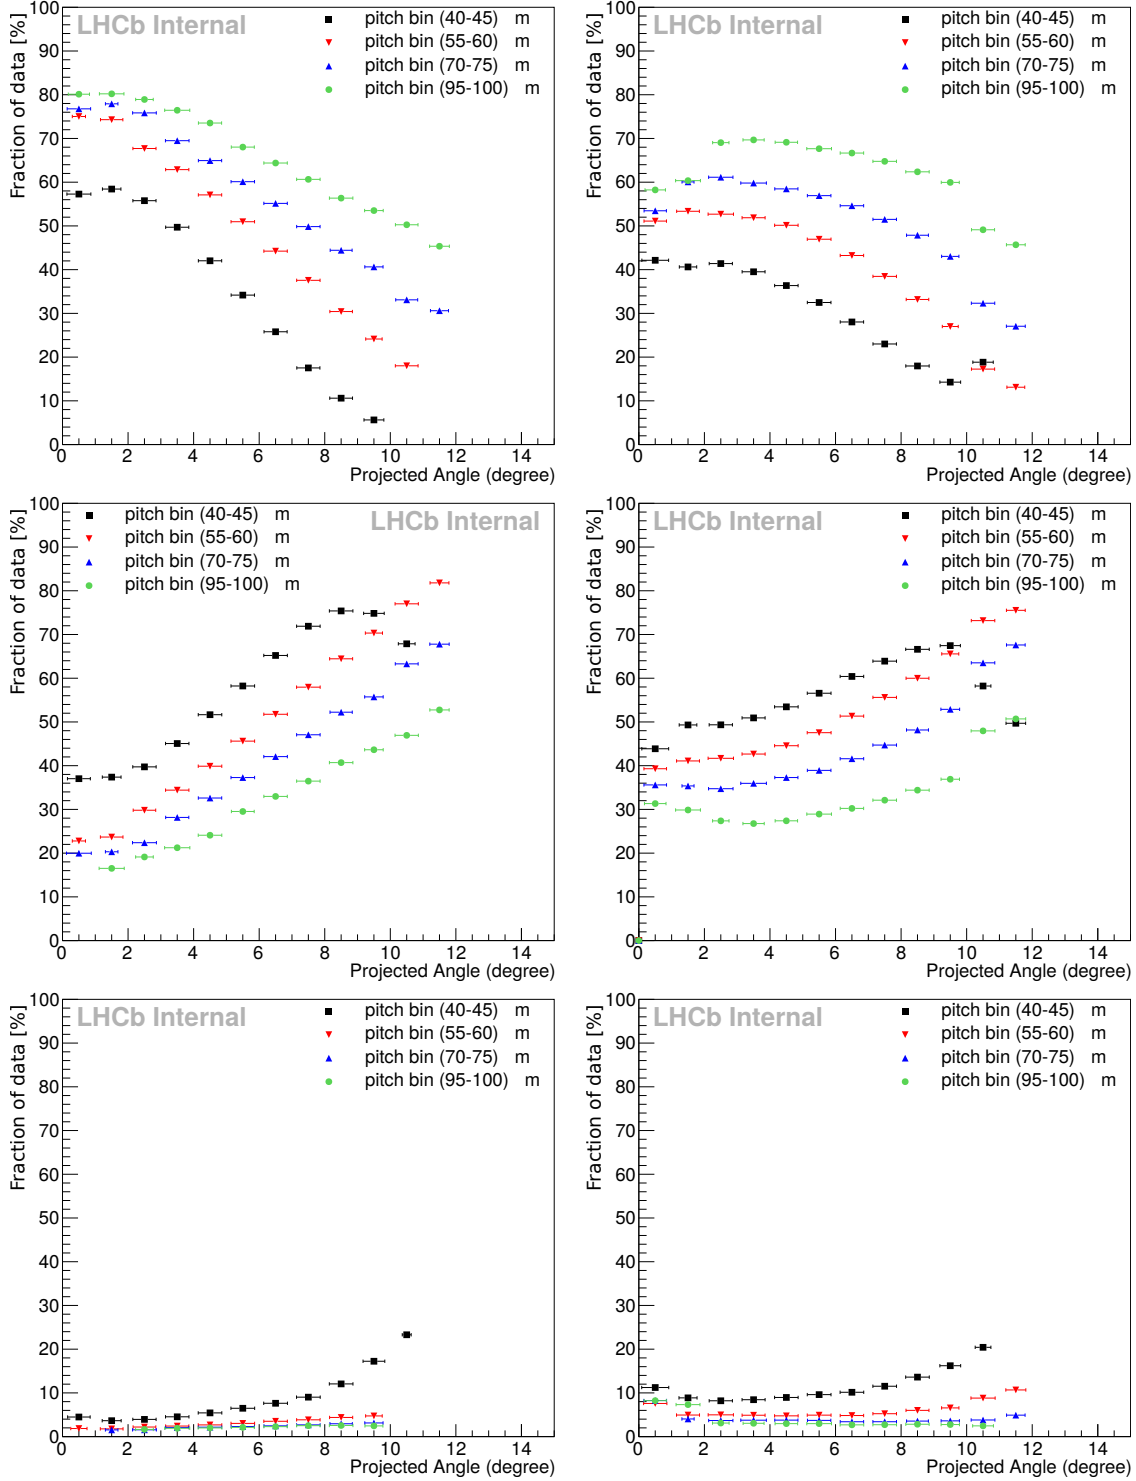 Fraction of data [%]
100
90
80
70
60
50
40
30
20
10
0
LHCb Internal
pitch bin (40-45) m
pitch bin (55-60) m
pitch bin (70-75) m
pitch bin (95-100) m
0 2 4 6 8 10 12 14
Projected Angle (degree)
Fraction of data [%]
100
90
80
70
60
50
40
30
20
10
0
LHCb Internal
pitch bin (40-45) m
pitch bin (55-60) m
pitch bin (70-75) m
pitch bin (95-100) m
0 2 4 6 8 10 12 14
Projected Angle (degree)
Fraction of data [%]
100
90
80
70
60
50
40
30
20
10
0
pitch bin (40-45) m
pitch bin (55-60) m
pitch bin (70-75) m
pitch bin (95-100) m
LHCb Internal
0 2 4 6 8 10 12 14
Projected Angle (degree)
Fraction of data [%]
100
90
80
70
60
50
40
30
20
10
0
LHCb Internal
pitch bin (40-45) m
pitch bin (55-60) m
pitch bin (70-75) m
pitch bin (95-100) m
0 2 4 6 8 10 12 14
Projected Angle (degree)
Fraction of data [%]
100
90
80
70
60
50
40
30
20
10
0
LHCb Internal
pitch bin (40-45) m
pitch bin (55-60) m
pitch bin (70-75) m
pitch bin (95-100) m
0 2 4 6 8 10 12 14
Projected Angle (degree)
Fraction of data [%]
100
90
80
70
60
50
40
30
20
10
0
LHCb Internal
pitch bin (40-45) m
pitch bin (55-60) m
pitch bin (70-75) m
pitch bin (95-100) m
0 2 4 6 8 10 12 14
Projected Angle (degree)